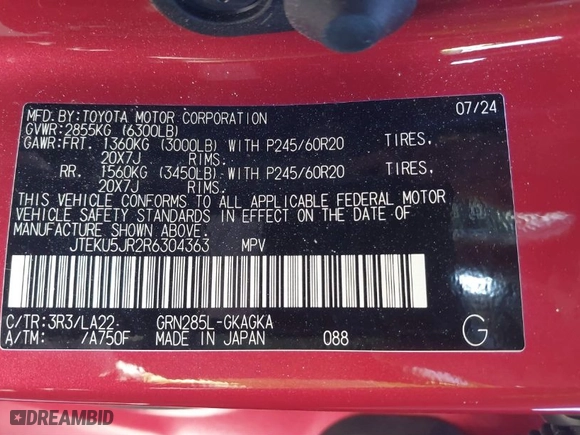 MFD.BY:TOYOTA MOTOR CORPORATION 07/24
GVWR:2855KG (6300LB)
GAWR:FRT. 1360KG (3000LB) WITH P245/60R20 TIRES,
20X7J RIMS.
RR. 1560KG (3450LB) WITH P245/60R20 TIRES,
20X7J RIMS.
THIS VEHICLE CONFORMS TO ALL APPLICABLE FEDERAL MOTOR
VEHICLE SAFETY STANDARDS IN EFFECT ON THE DATE OF
MANUFACTURE SHOWN ABOVE.
JTEKU5JR2R6304363 MPV
C/TR:3R3/LA22- GRN285L-GKAGKA
A/TM: /A750F MADE IN JAPAN 088 G
DREAMBID